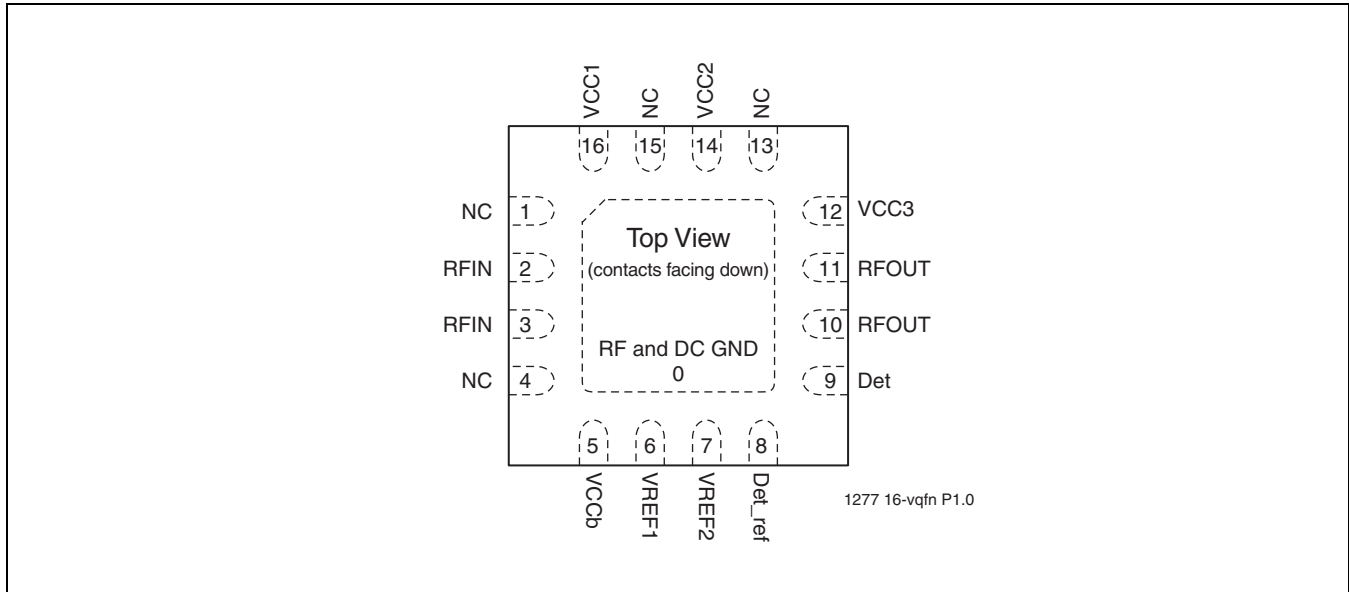 VCC1 NC VCC2 NC
16 15 14 13
NC 1
RFIN 2
RFIN 3
NC 4
Top View
(contacts facing down)
RF and DC GND
0
12 VCC3
11 RFOUT
10 RFOUT
9 Det
5 6 7 8
VCCb VREF1 VREF2 Det_ref
1277 16-vqfn P1.0